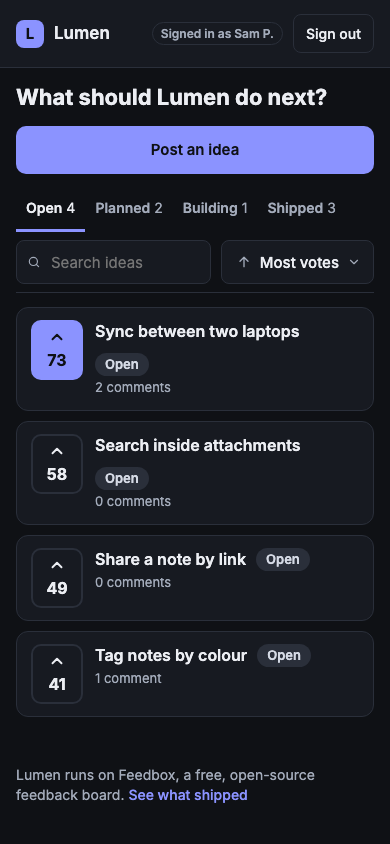 L Lumen Signed in as Sam P. Sign out
What should Lumen do next?
Post an idea
Open 4 Planned 2 Building 1 Shipped 3
Search ideas Most votes
Sync between two laptops
73
Open
2 comments
Search inside attachments
58
Open
0 comments
Share a note by link Open
49
0 comments
Tag notes by colour Open
41
1 comment
Lumen runs on Feedbox, a free, open-source
feedback board. See what shipped